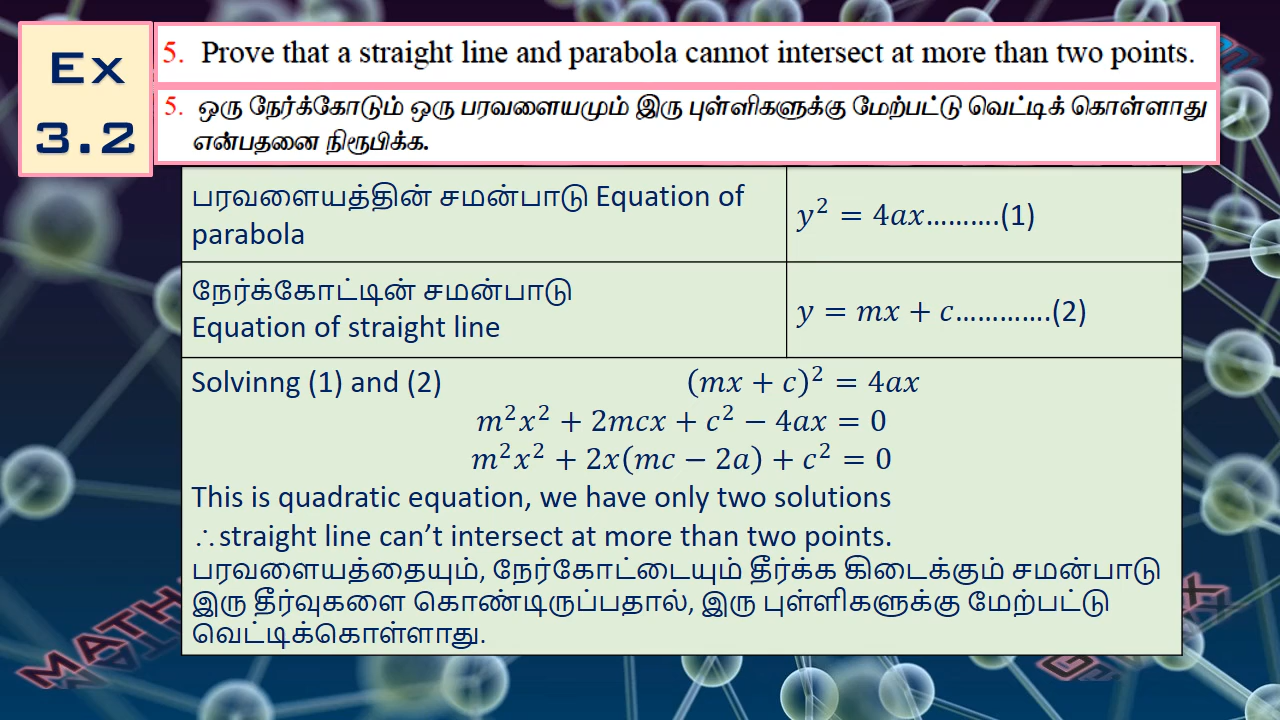 Ex
3.2
5. Prove that a straight line and parabola cannot intersect at more than two points.
5. ஒரு நேர்க்கோடும் ஒரு பரவளையமும் இரு புள்ளிகளுக்கு மேற்பட்டு வெட்டிக் கொள்ளாது
என்பதனை நிரூபிக்க.
பரவளையத்தின் சமன்பாடு Equation of
parabola
y² = 4ax……….(1)
நேர்க்கோட்டின் சமன்பாடு
Equation of straight line
y = mx + c………….(2)
Solvinng (1) and (2) (mx + c)² = 4ax
m²x² + 2mcx + c² − 4ax = 0
m²x² + 2x(mc − 2a) + c² = 0
This is quadratic equation, we have only two solutions
∴straight line can’t intersect at more than two points.
பரவளையத்தையும், நேர்கோட்டையும் தீர்க்க கிடைக்கும் சமன்பாடு
இரு தீர்வுகளை கொண்டிருப்பதால், இரு புள்ளிகளுக்கு மேற்பட்டு
வெட்டிக்கொள்ளாது.
MATH